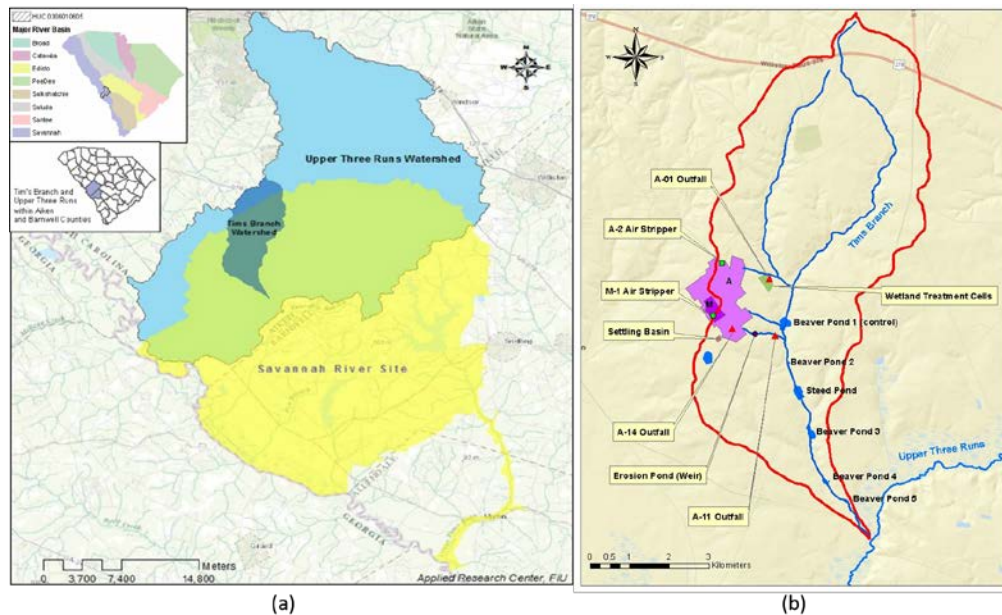 HUC 0306010605
Major River Basin
Broad
Catawba
Edisto
PeeDee
Salkehatchie
Saluda
Santee
Savannah
Tim's Branch and
Upper Three Runs
within Aiken
and Barnwell Counties
Upper Three Runs Watershed
Tims Branch
Watershed
Savannah River Site
SOUTH CAROLINA
GEORGIA
GEORGIA
Meters
0 3,700 7,400 14,800
Applied Research Center, FIU
(a)
A-01 Outfall
A-2 Air Stripper
M-1 Air Stripper
Settling Basin
A
M
Tims Branch
Wetland Treatment Cells
Beaver Pond 1 (control)
Beaver Pond 2
Steed Pond
Beaver Pond 3
Beaver Pond 4
Beaver Pond 5
Upper Three Runs
A-14 Outfall
Erosion Pond (Weir)
A-11 Outfall
0 0.5 1 2 3
Kilometers
(b)